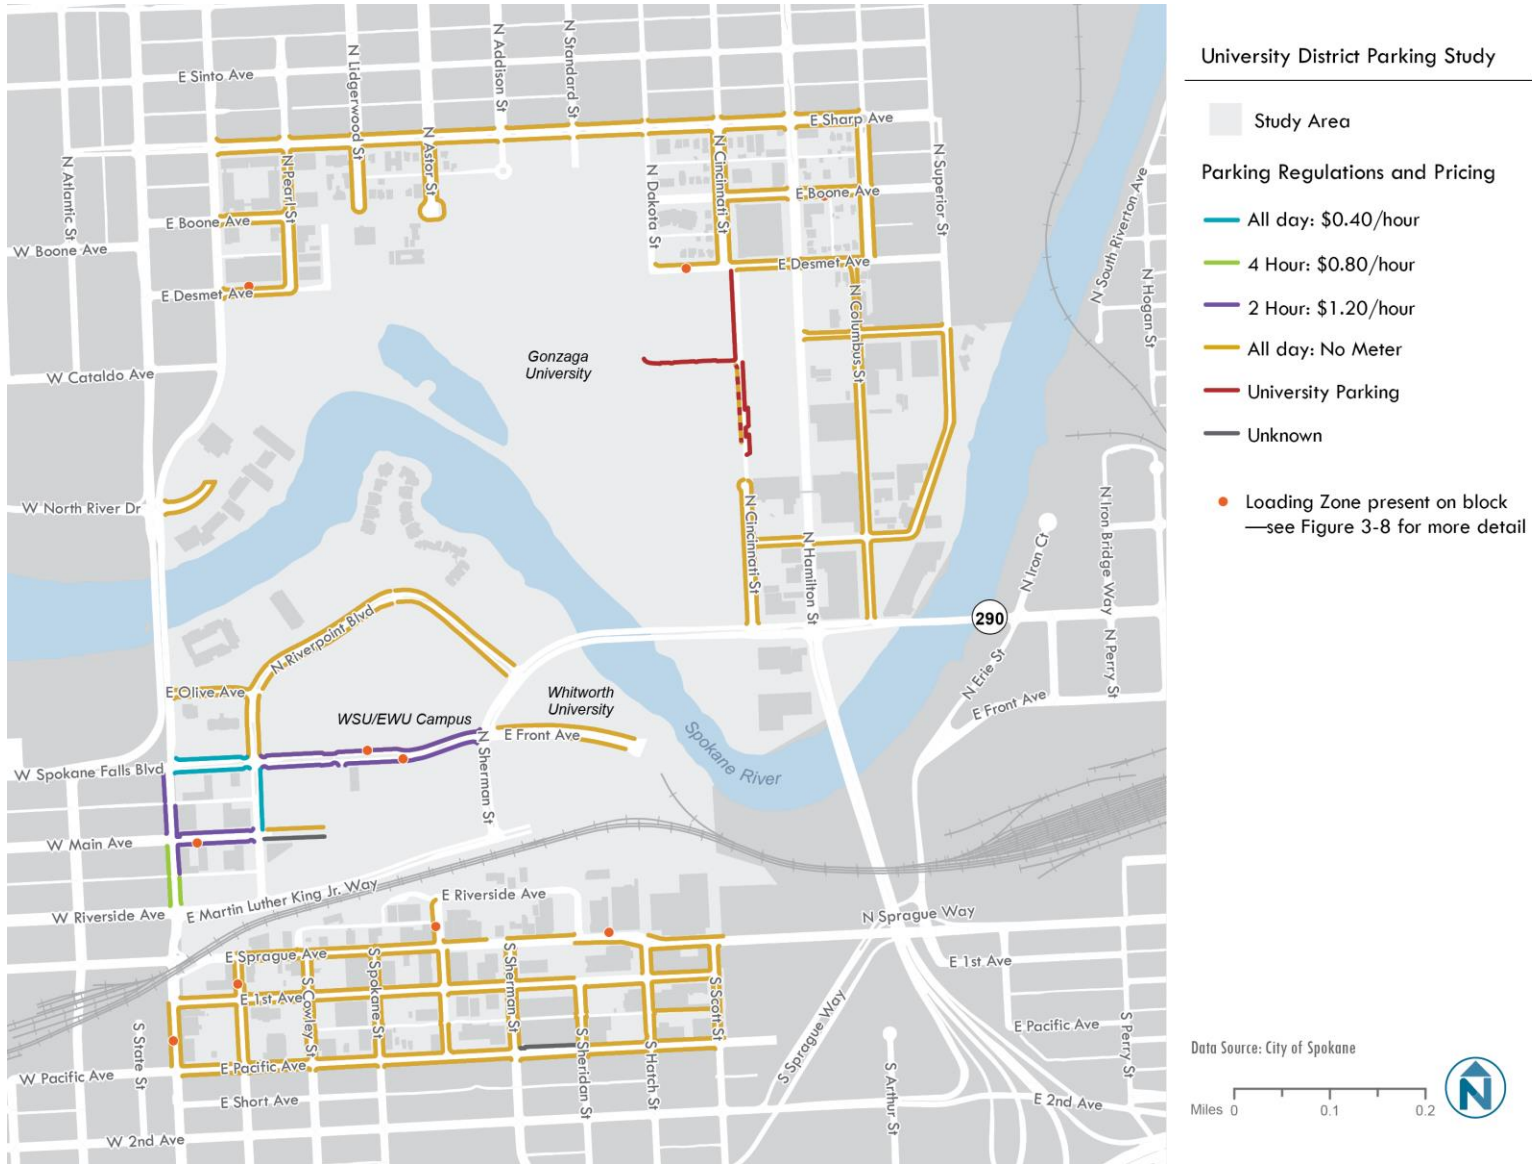 University District Parking Study
Study Area
Parking Regulations and Pricing
All day: $0.40/hour
4 Hour: $0.80/hour
2 Hour: $1.20/hour
All day: No Meter
University Parking
Unknown
Loading Zone present on block
—see Figure 3-8 for more detail
Data Source: City of Spokane
Miles 0 0.1 0.2
N
E Sinto Ave
N Lidgerwood St
N Addison St
N Standard St
E Sharp Ave
N Atlantic St
N Pearl St
N Astor St
N Dakota St
N Cincinnati St
N Superior St
E Boone Ave
E Boone Ave
W Boone Ave
E Desmet Ave
E Desmet Ave
N South Riverton Ave
N Hogan St
N Columbus St
W Cataldo Ave
Gonzaga
University
W North River Dr
N Cincinnati St
N Hamilton St
N Iron Ct
N Iron Bridge Way
N Perry St
290
N Riverpoint Blvd
E Olive Ave
Whitworth
University
WSU/EWU Campus
E Front Ave
N Erie St
E Front Ave
Spokane River
N Sherman St
W Spokane Falls Blvd
W Main Ave
E Martin Luther King Jr. Way
W Riverside Ave
E Riverside Ave
N Sprague Way
E Sprague Ave
E 1st Ave
E 1st Ave
S Cowley St
S Spokane St
S Sherman St
S Scott St
S Sprague Way
S State St
S Sheridan St
S Hatch St
E Pacific Ave
S Perry St
W Pacific Ave
E Pacific Ave
E Short Ave
S Arthur St
E 2nd Ave
W 2nd Ave